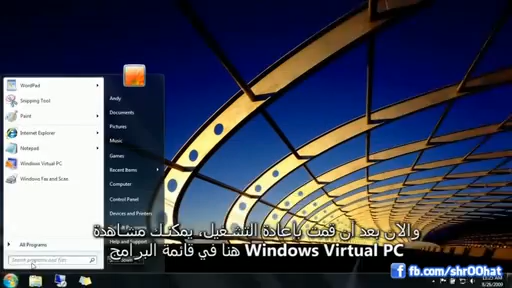 WordPad
Snipping Tool
Paint
Internet Explorer
Notepad
Windows Virtual PC
Windows Fax and Scan
All Programs
Search programs and files
Andy
Documents
Pictures
Music
Games
Recent Items
Computer
Control Panel
Devices and Printers
Help and Support
والآن بعد أن قمت بإعادة التشغيل، يمكنك مشاهدة
Windows Virtual PC هنا في قائمة البرامج
fb.com/shr00hat